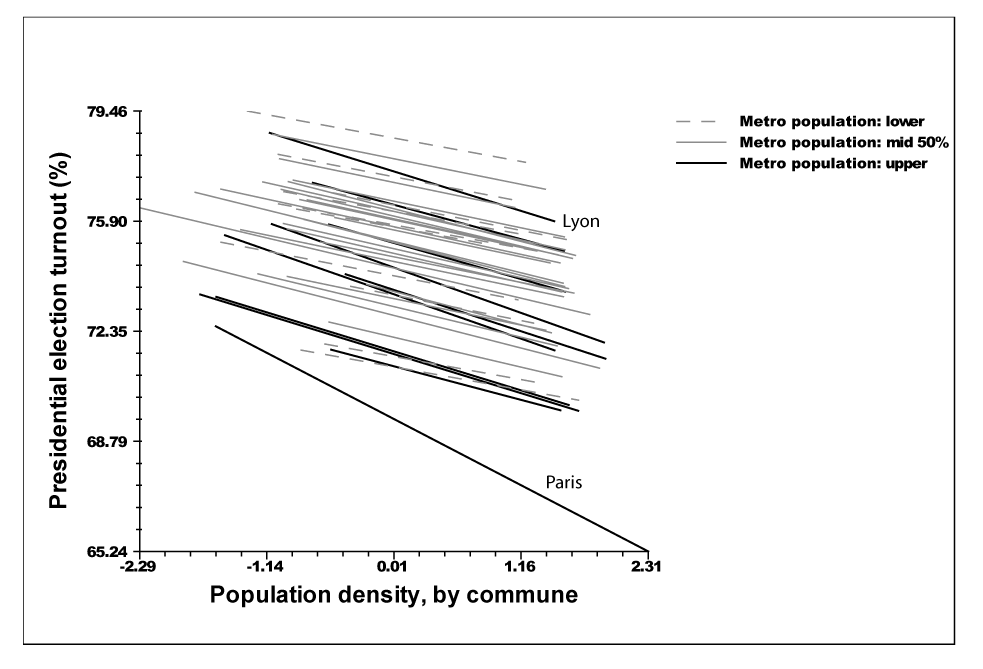 79.46
75.90
72.35
68.79
65.24
-2.29
-1.14
0.01
1.16
2.31
Presidential election turnout (%)
Population density, by commune
Lyon
Paris
Metro population: lower
Metro population: mid 50%
Metro population: upper